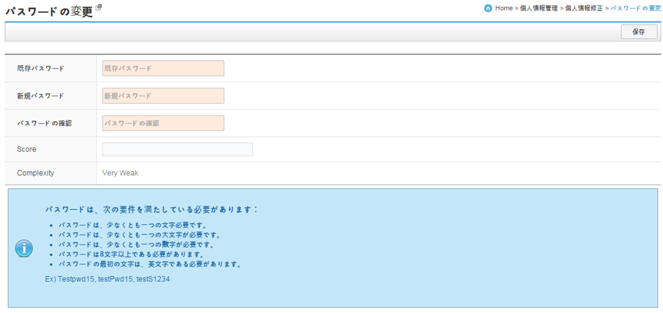 パスワードの変更
Home > 個人情報管理 > 個人情報修正 > パスワードの変更
保存
既存パスワード 既存パスワード
新規パスワード 新規パスワード
パスワードの確認 パスワードの確認
Score
Complexity Very Weak
パスワードは、次の要件を満たしている必要があります：
• パスワードは、少なくとも一つの文字必要です。
• パスワードは、少なくとも一つの大文字が必要です。
• パスワードは、少なくとも一つの数字が必要です。
• パスワードは8文字以上である必要があります。
• パスワードの最初の文字は、英文字である必要があります。
Ex) Testpwd15, testPwd15, testS1234